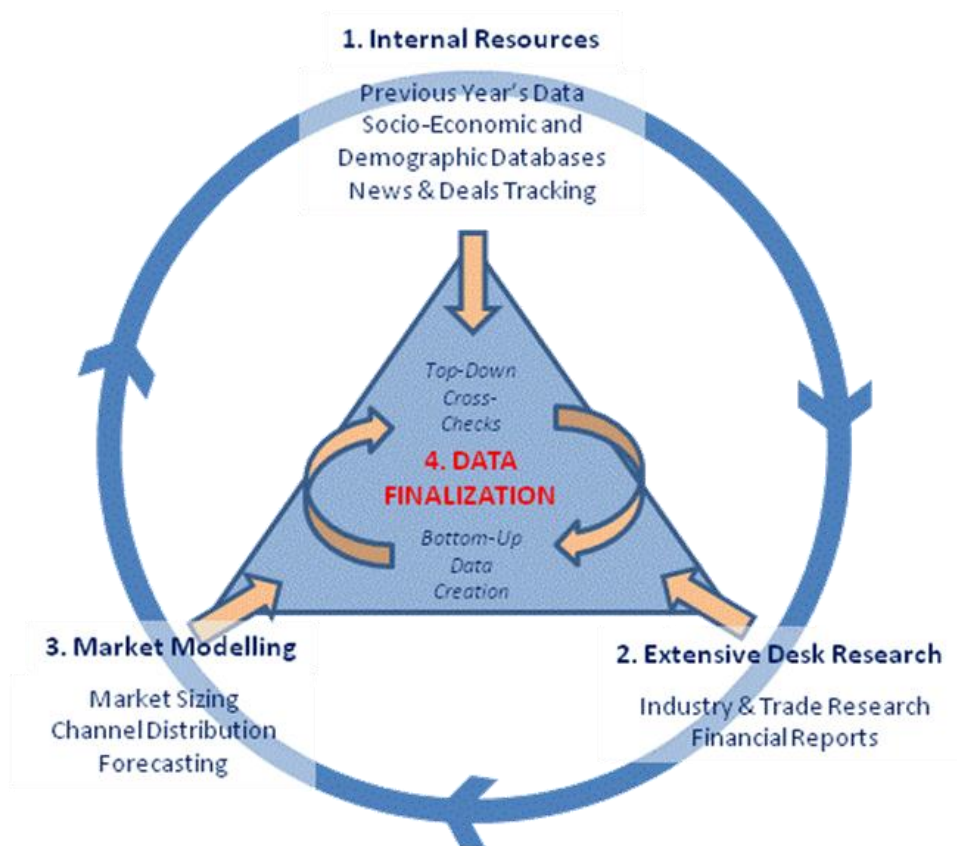 1. Internal Resources
Previous Year's Data
Socio-Economic and
Demographic Databases
News & Deals Tracking
Top-Down
Cross-
Checks
4. DATA
FINALIZATION
Bottom-Up
Data
Creation
3. Market Modelling
Market Sizing
Channel Distribution
Forecasting
2. Extensive Desk Research
Industry & Trade Research
Financial Reports